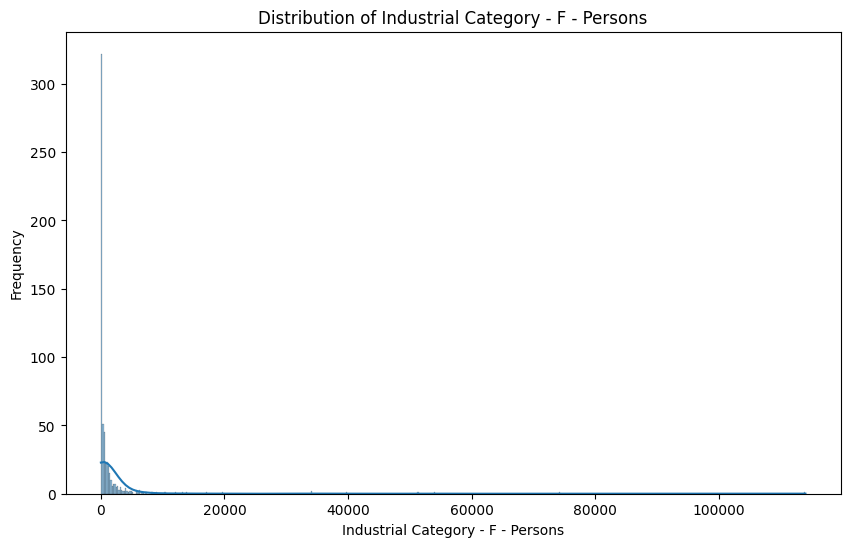 Distribution of Industrial Category - F - Persons
300
250
200
150
100
50
0
Frequency
0 20000 40000 60000 80000 100000
Industrial Category - F - Persons